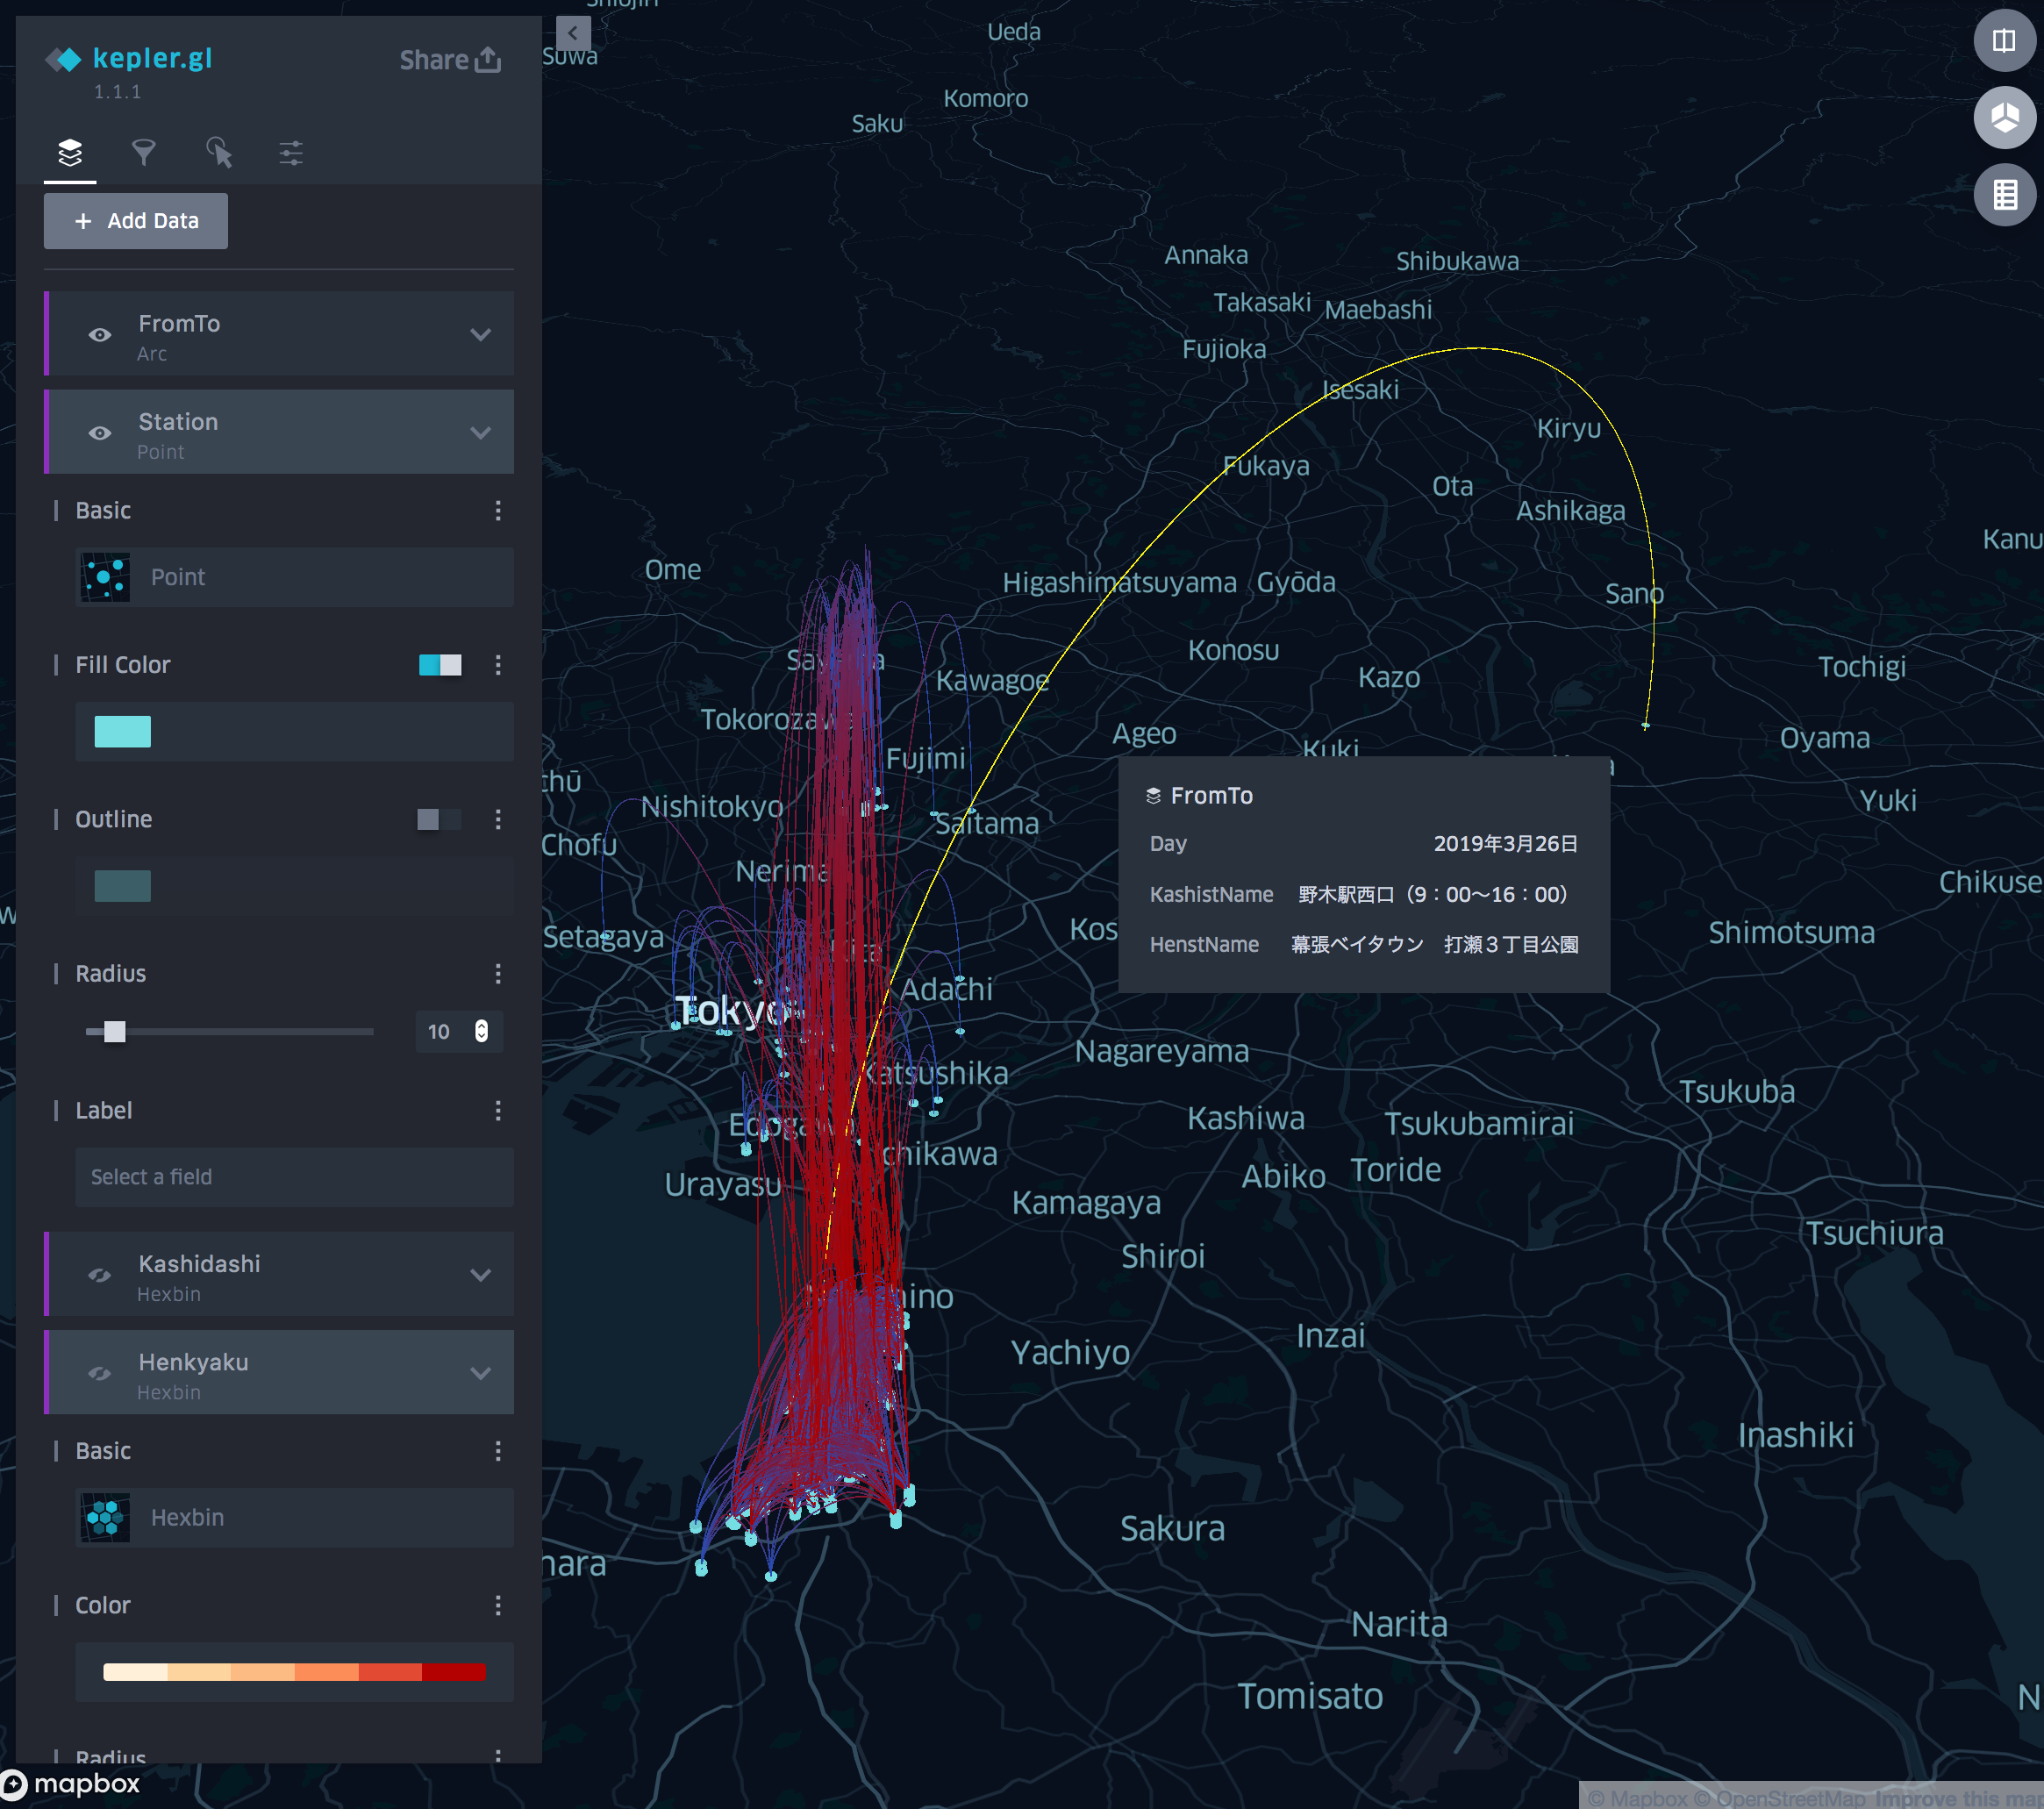 kepler.gl
1.1.1
Share
Add Data
FromTo
Arc
Station
Point
Basic
Point
Fill Color
Outline
Radius
10
Label
Select a field
Kashidashi
Hexbin
Henkyaku
Hexbin
Basic
Hexbin
Color
Radius
mapbox
Ueda
Suwa
Komoro
Saku
Annaka
Shibukawa
Takasaki
Maebashi
Fujioka
Isesaki
Kiryu
Fukaya
Ota
Ashikaga
Kanu
Ome
Higashimatsuyama
Gyōda
Sano
Konosu
Kawagoe
Kazo
Tochigi
Ageo
Fujimi
Kuki
Oyama
Nishitokyo
Yuki
Saitama
Chofu
Chikuse
Setagaya
Kos
Shimotsuma
FromTo
Day 2019年3月26日
KashistName 野木駅西口（9：00〜16：00）
HenstName 幕張ベイタウン　打瀬３丁目公園
Adachi
Tokyo
Nagareyama
Katsushika
Tsukuba
Kashiwa
Tsukubamirai
chikawa
Abiko
Toride
Urayasu
Kamagaya
Tsuchiura
Shiroi
Inzai
Yachiyo
Inashiki
Sakura
hara
Narita
Tomisato
N
© Mapbox © OpenStreetMap Improve this ma